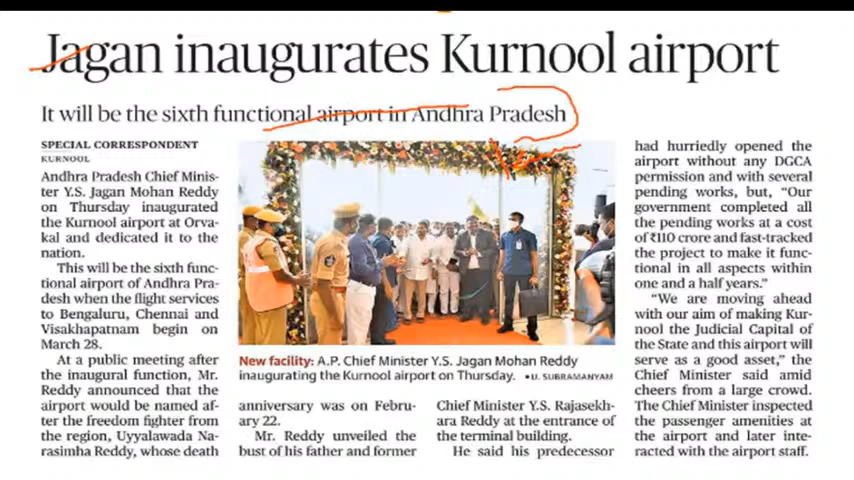 Jagan inaugurates Kurnool airport
It will be the sixth functional airport in Andhra Pradesh
SPECIAL CORRESPONDENT
KURNOOL
Andhra Pradesh Chief Minis-
ter Y.S. Jagan Mohan Reddy
on Thursday inaugurated
the Kurnool airport at Orva-
kal and dedicated it to the
nation.
This will be the sixth func-
tional airport of Andhra Pra-
desh when the flight services
to Bengaluru, Chennai and
Visakhapatnam begin on
March 28.
At a public meeting after
the inaugural function, Mr.
Reddy announced that the
airport would be named af-
ter the freedom fighter from
the region, Uyyalawada Na-
rasimha Reddy, whose death
New facility: A.P. Chief Minister Y.S. Jagan Mohan Reddy
inaugurating the Kurnool airport on Thursday. •U. SUBRAMANYAM
anniversary was on Febru-
ary 22.
Mr. Reddy unveiled the
bust of his father and former
Chief Minister Y.S. Rajasekh-
ara Reddy at the entrance of
the terminal building.
He said his predecessor
had hurriedly opened the
airport without any DGCA
permission and with several
pending works, but, “Our
government completed all
the pending works at a cost
of ₹110 crore and fast-tracked
the project to make it func-
tional in all aspects within
one and a half years.”
“We are moving ahead
with our aim of making Kur-
nool the Judicial Capital of
the State and this airport will
serve as a good asset,” the
Chief Minister said amid
cheers from a large crowd.
The Chief Minister inspected
the passenger amenities at
the airport and later inte-
racted with the airport staff.